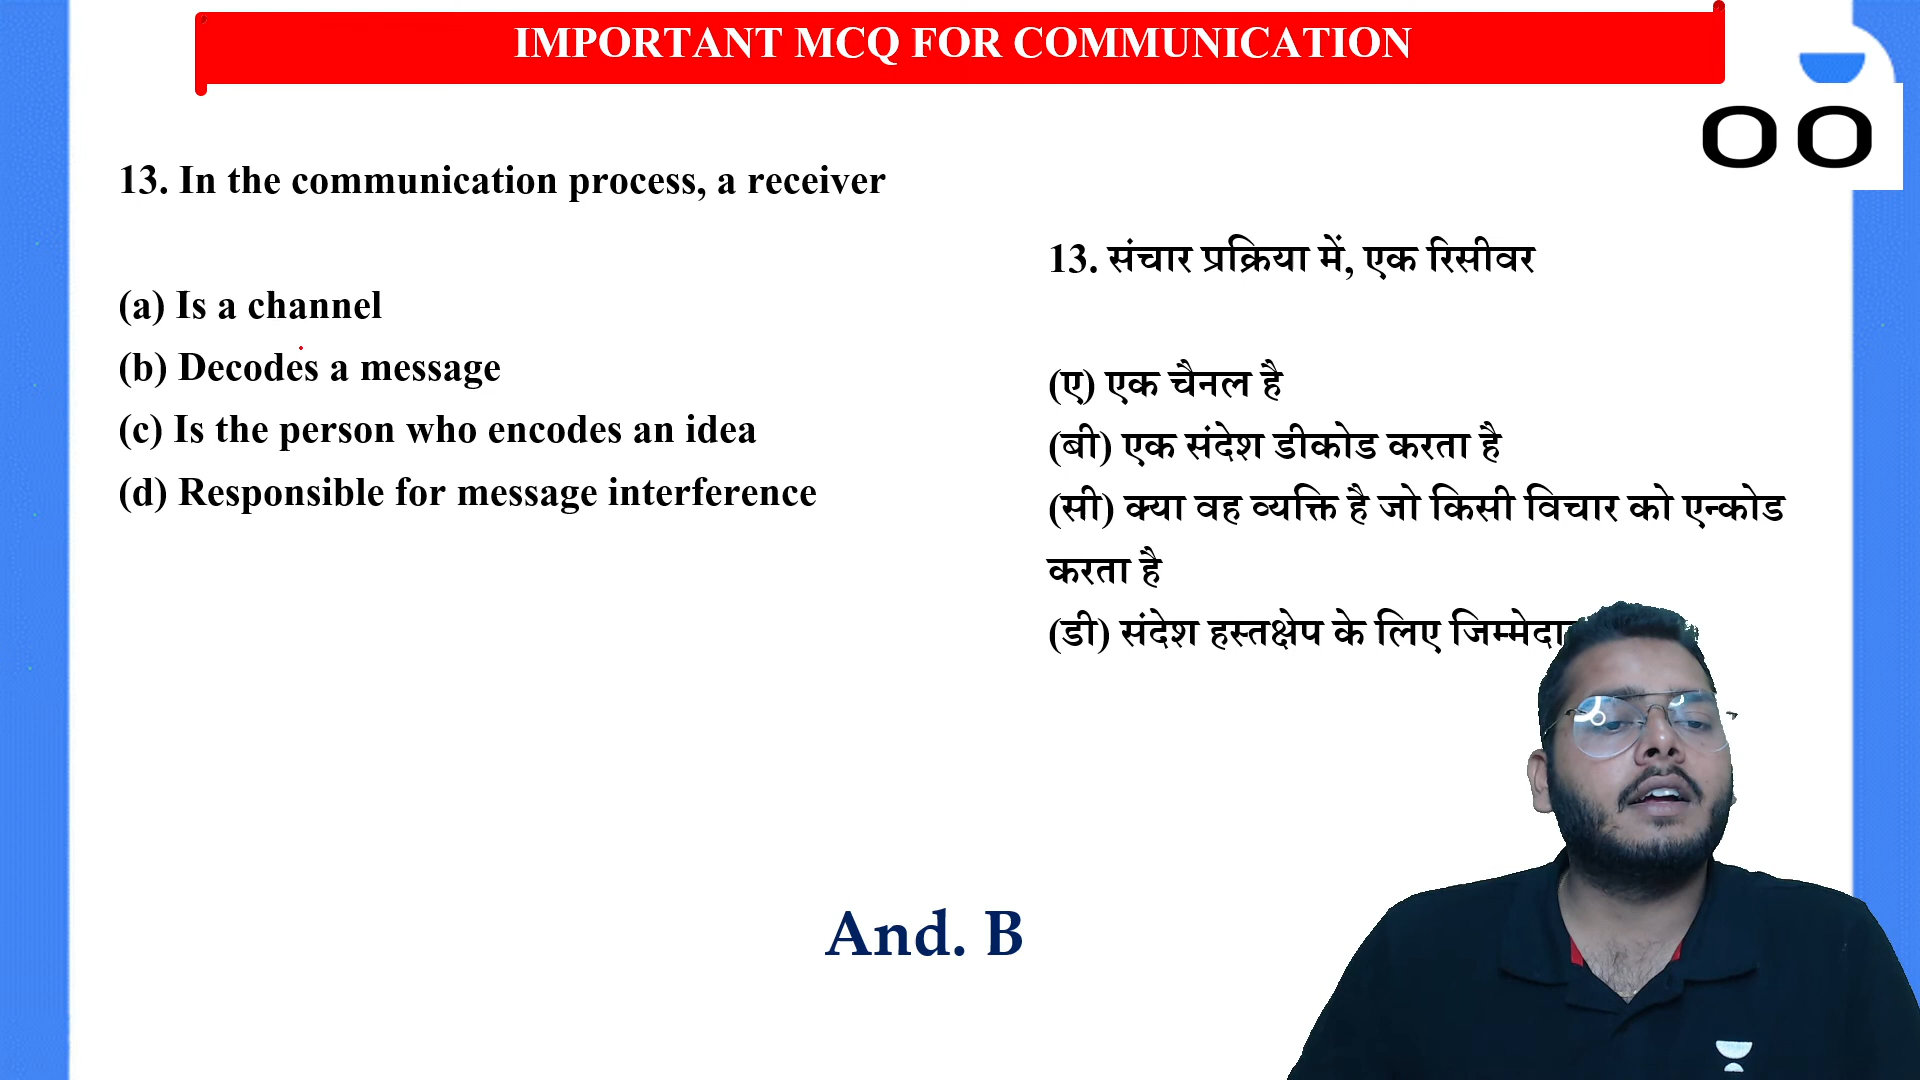 IMPORTANT MCQ FOR COMMUNICATION
13. In the communication process, a receiver
(a) Is a channel
(b) Decodes a message
(c) Is the person who encodes an idea
(d) Responsible for message interference
13. संचार प्रक्रिया में, एक रिसीवर
(ए) एक चैनल है
(बी) एक संदेश डीकोड करता है
(सी) क्या वह व्यक्ति है जो किसी विचार को एन्कोड
करता है
(डी) संदेश हस्तक्षेप के लिए
And. B